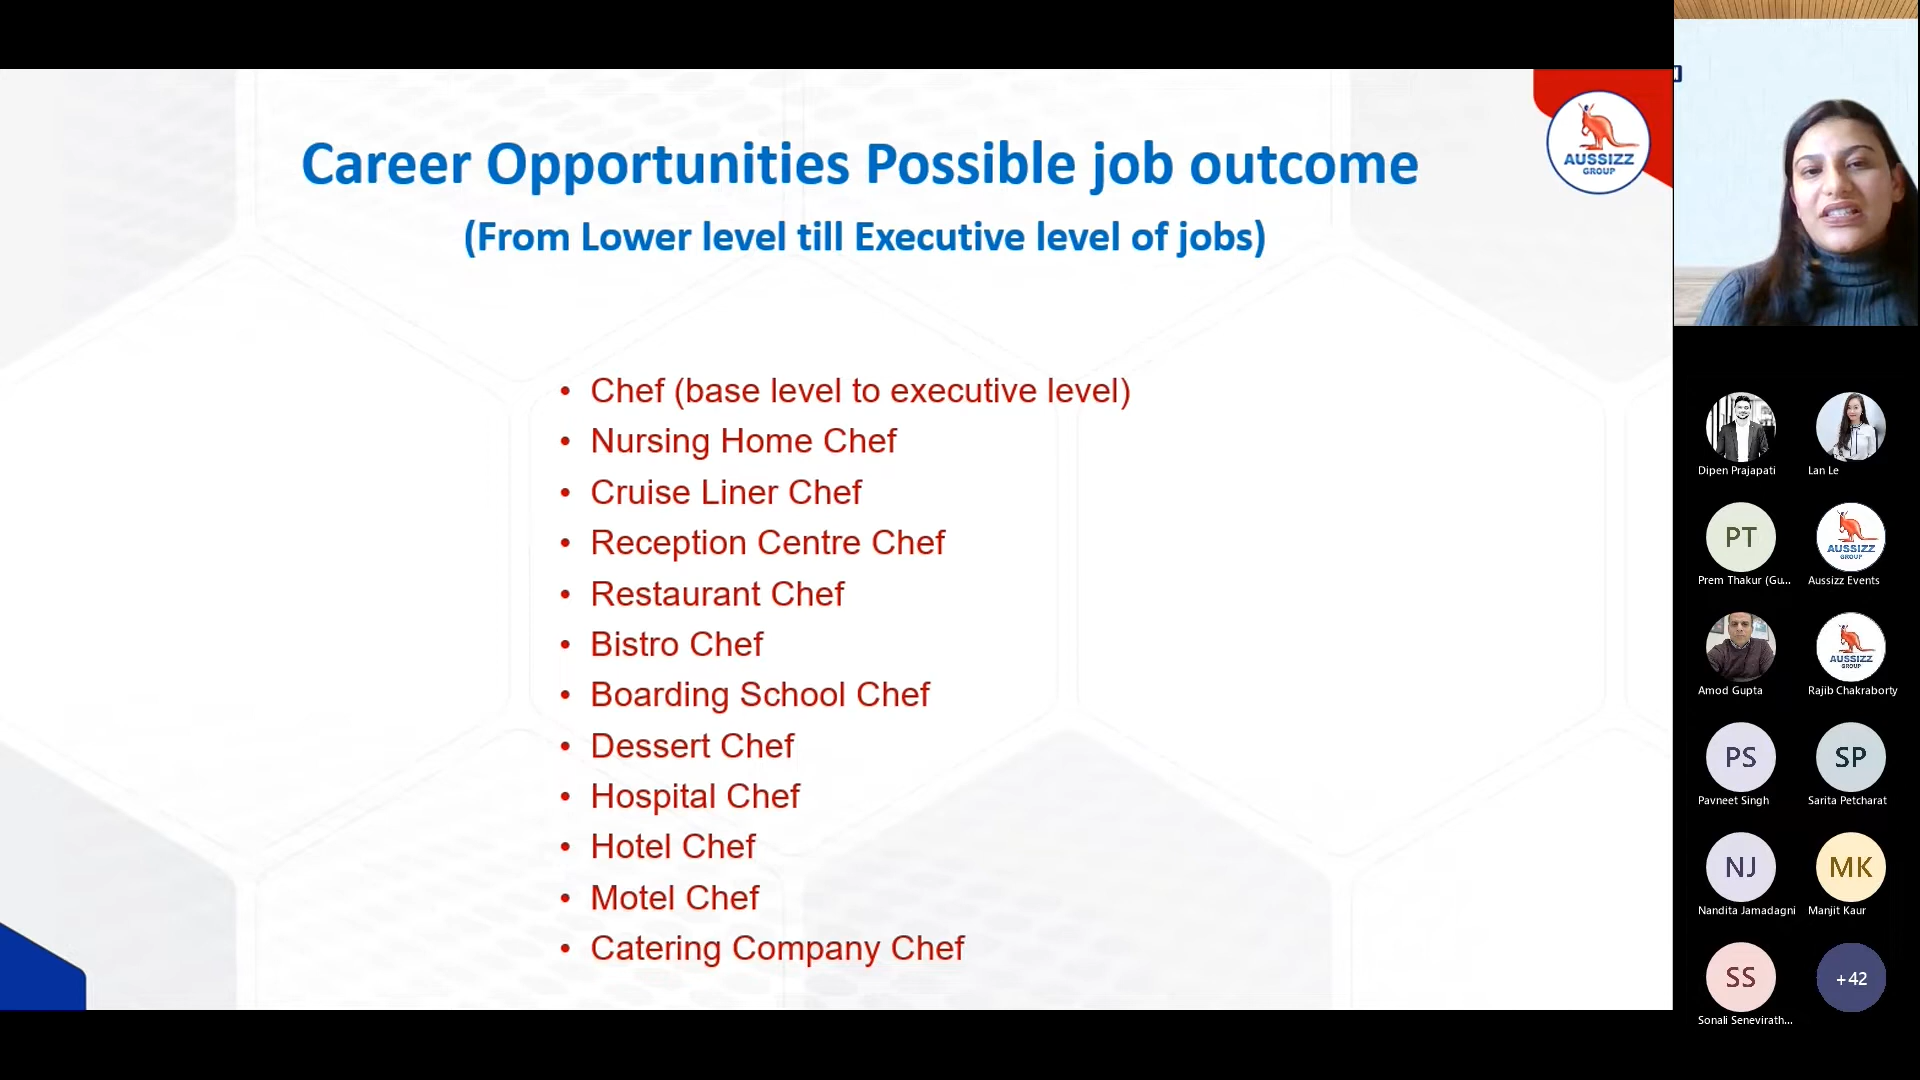 Career Opportunities Possible job outcome
(From Lower level till Executive level of jobs)
AUSSIZZ
GROUP
• Chef (base level to executive level)
• Nursing Home Chef
• Cruise Liner Chef
• Reception Centre Chef
• Restaurant Chef
• Bistro Chef
• Boarding School Chef
• Dessert Chef
• Hospital Chef
• Hotel Chef
• Motel Chef
• Catering Company Chef
Dipen Prajapati
Lan Le
PT
Prem Thakur (Gu...
AUSSIZZ
GROUP
Aussizz Events
Amod Gupta
AUSSIZZ
GROUP
Rajib Chakraborty
PS
Pavneet Singh
SP
Sarita Petcharat
NJ
Nandita Jamadagni
MK
Manjit Kaur
SS
Sonali Senevirath...
+42